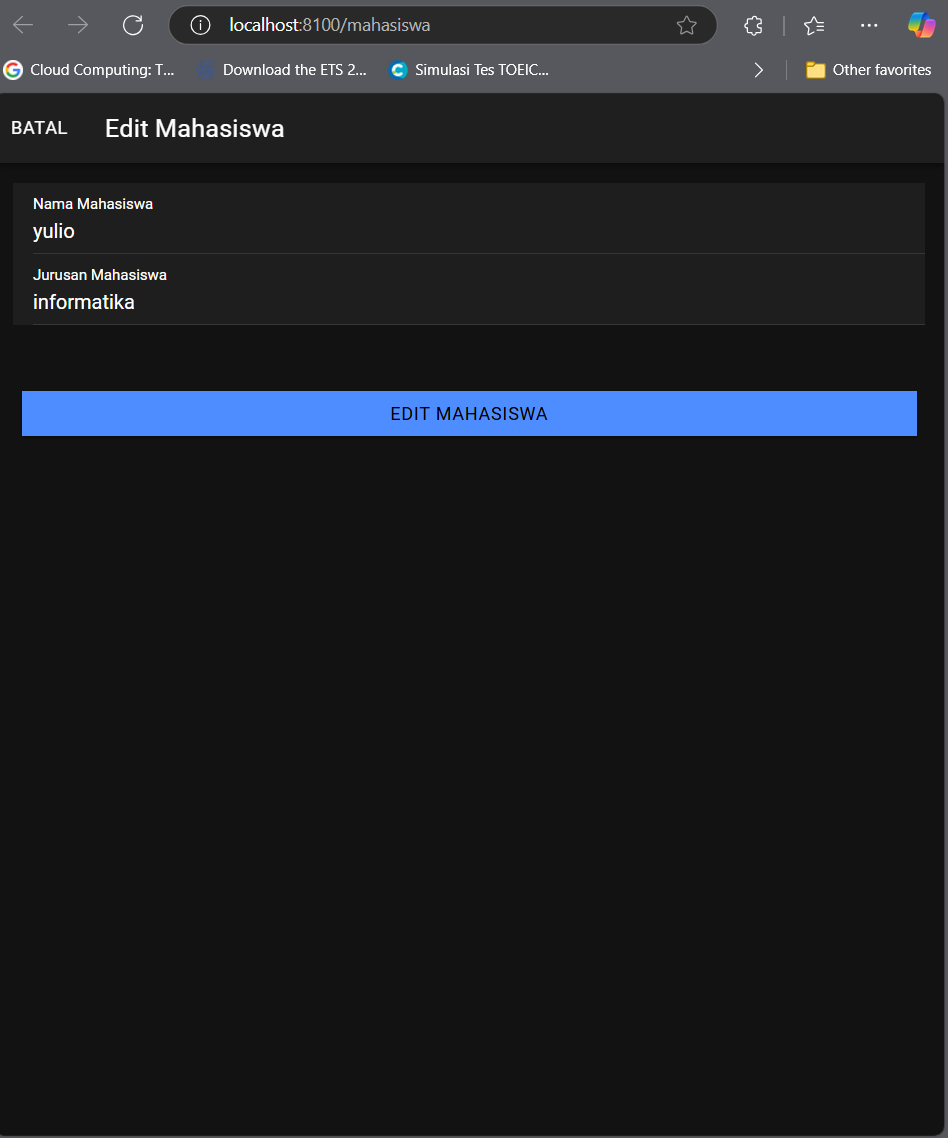 localhost:8100/mahasiswa
Cloud Computing: T... Download the ETS 2... Simulasi Tes TOEIC... Other favorites
BATAL Edit Mahasiswa
Nama Mahasiswa
yulio
Jurusan Mahasiswa
informatika
EDIT MAHASISWA